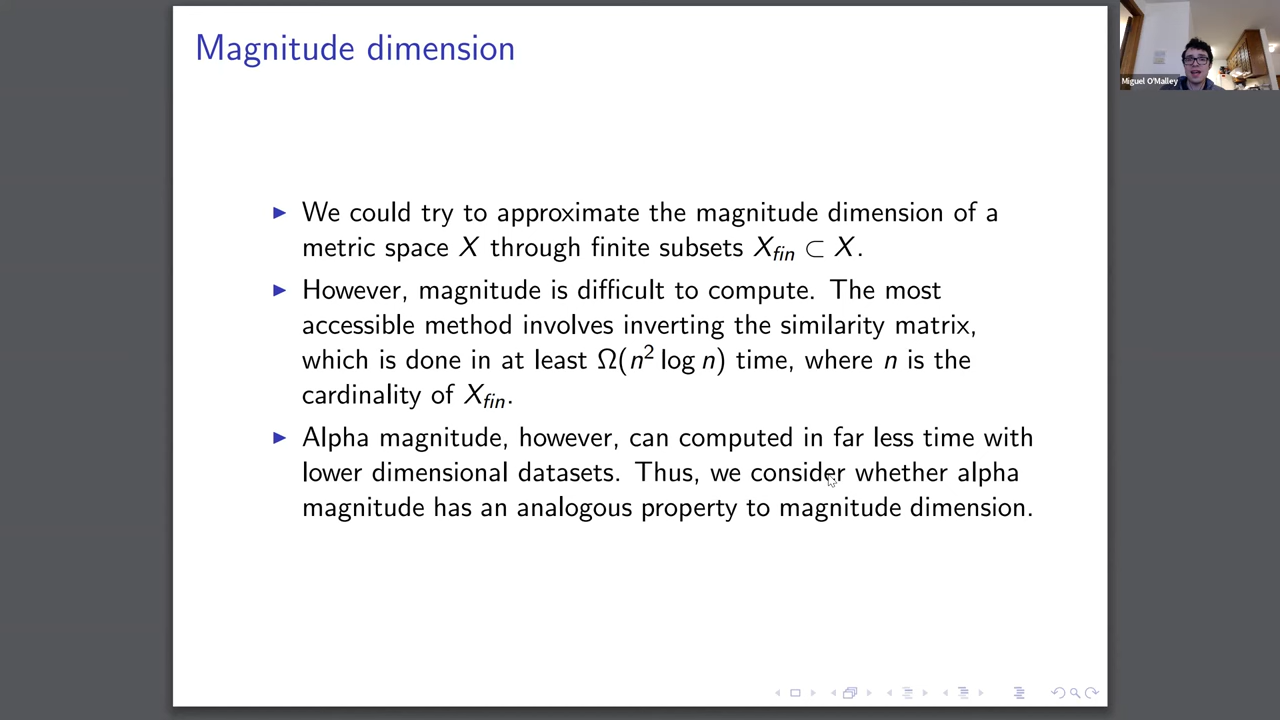 Magnitude dimension
Miguel O'Malley
▶ We could try to approximate the magnitude dimension of a
metric space X through finite subsets X_fin ⊂ X.
▶ However, magnitude is difficult to compute. The most
accessible method involves inverting the similarity matrix,
which is done in at least Ω(n² log n) time, where n is the
cardinality of X_fin.
▶ Alpha magnitude, however, can computed in far less time with
lower dimensional datasets. Thus, we consider whether alpha
magnitude has an analogous property to magnitude dimension.